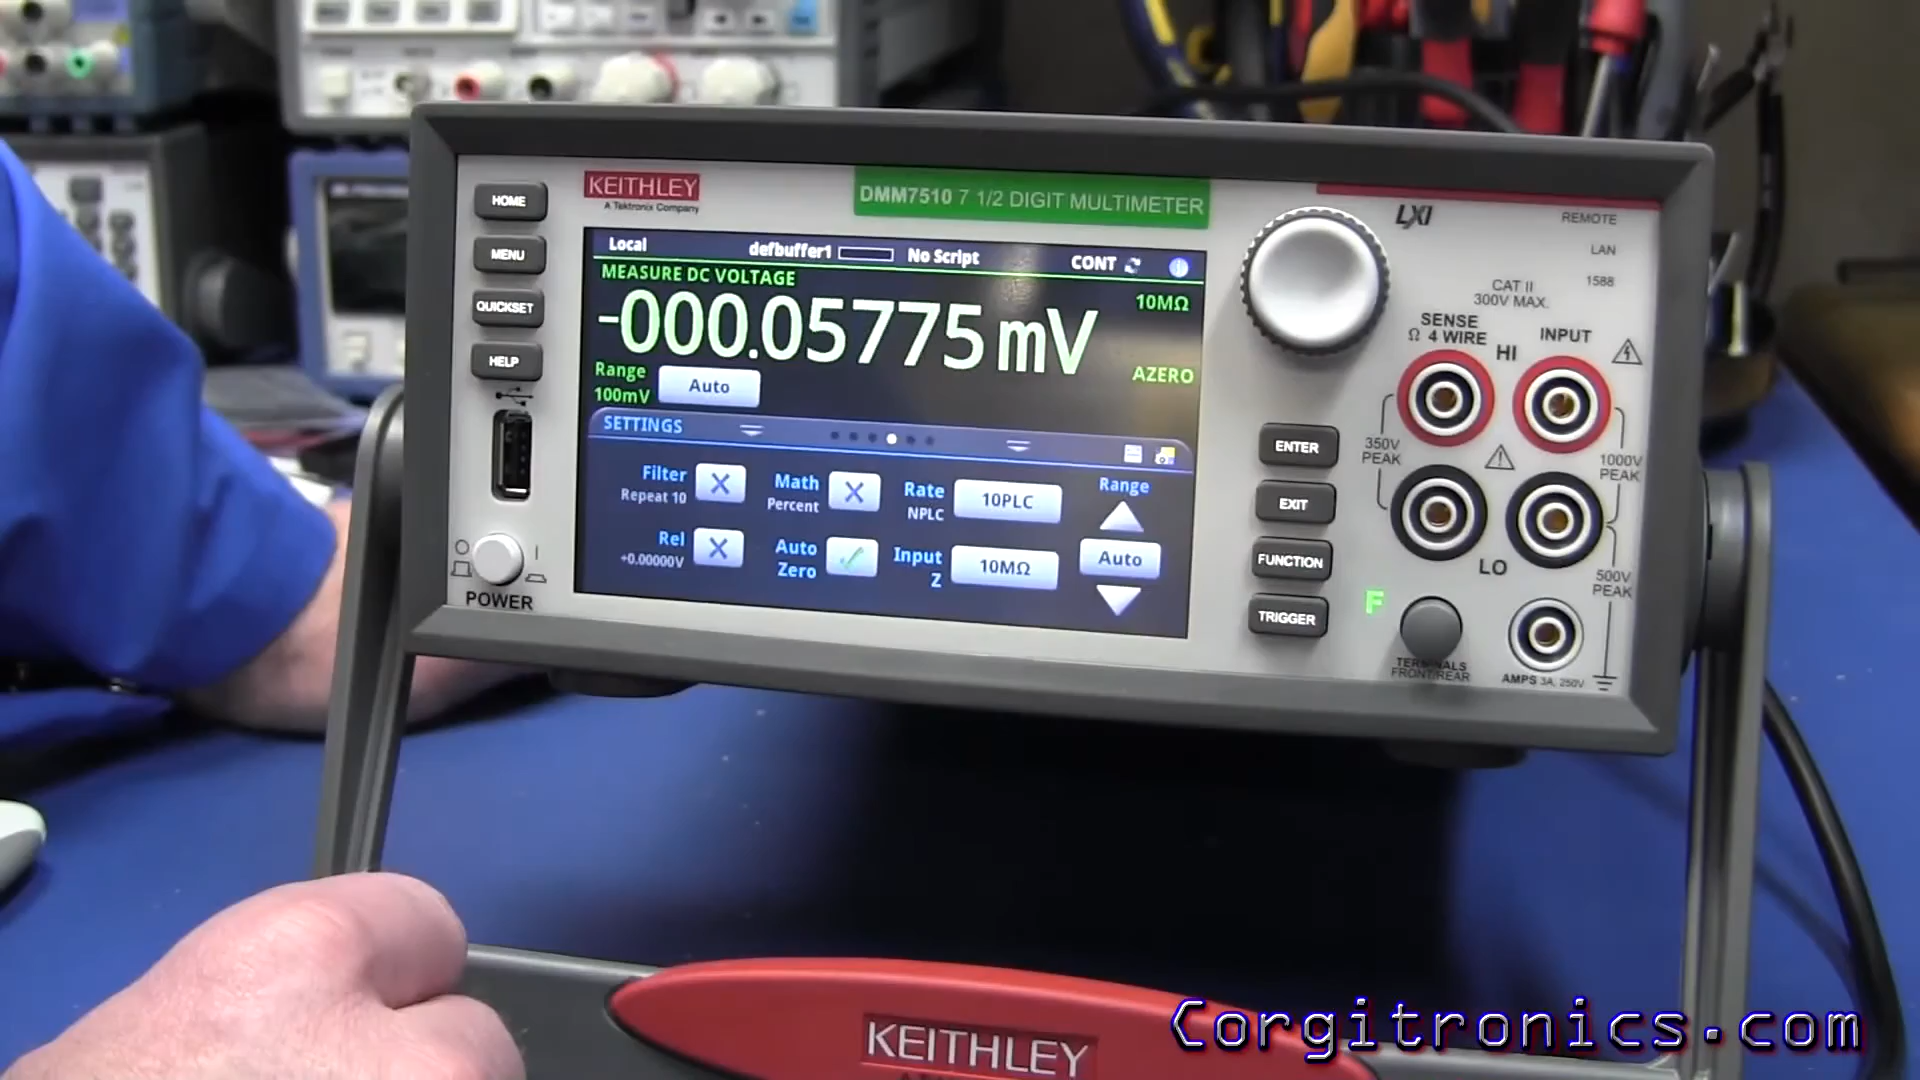 HOME
MENU
QUICKSET
HELP
POWER
KEITHLEY
A Tektronix Company
DMM7510 7 1/2 DIGIT MULTIMETER
Local
defbuffer1
No Script
CONT
MEASURE DC VOLTAGE
-000.05775 mV
10MΩ
AZERO
Range
100mV
Auto
SETTINGS
Filter
Repeat 10
Math
Percent
Rate
NPLC
10PLC
Range
Rel
+0.00000V
Auto
Zero
Input
Z
10MΩ
Auto
ENTER
EXIT
FUNCTION
TRIGGER
LXI
REMOTE
LAN
1588
CAT II
300V MAX.
SENSE
Ω 4 WIRE
HI
INPUT
350V
PEAK
1000V
PEAK
LO
500V
PEAK
F
TERMINALS
FRONT/REAR
AMPS 3A, 250V
KEITHLEY
Corgitronics.com